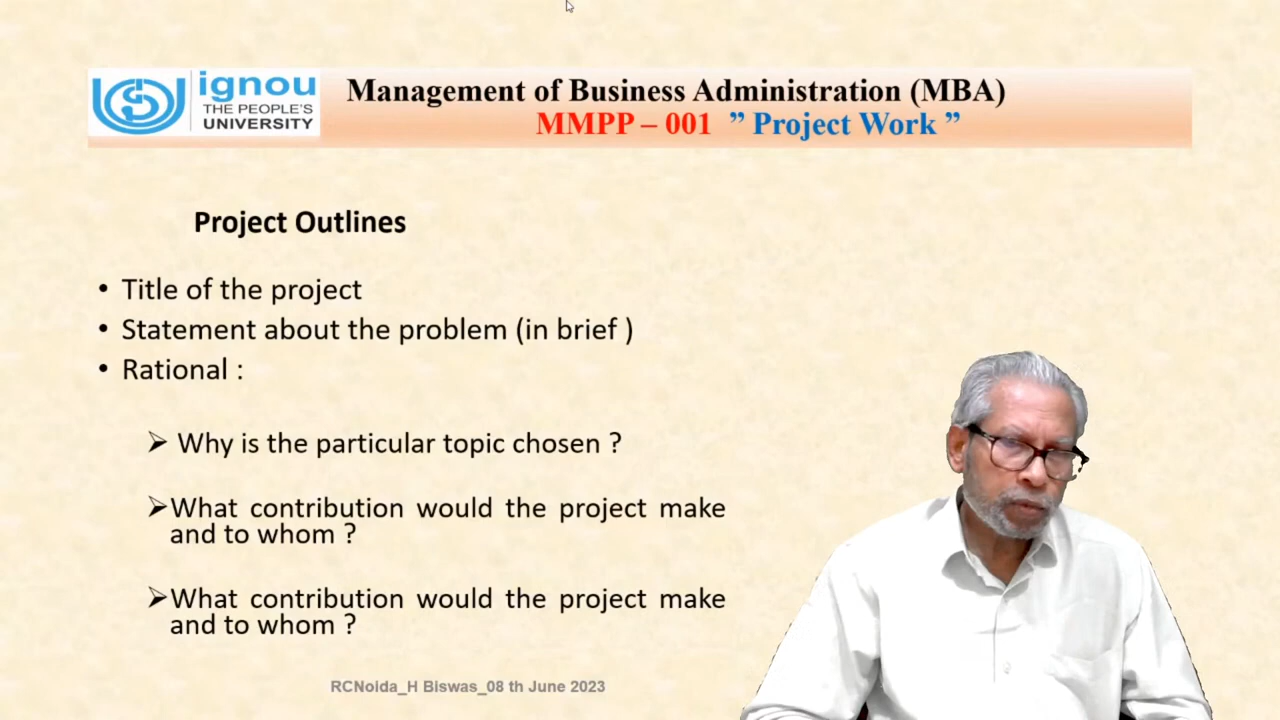 ignou
THE PEOPLE'S
UNIVERSITY
Management of Business Administration (MBA)
MMPP – 001 ” Project Work ”
Project Outlines
• Title of the project
• Statement about the problem (in brief )
• Rational :
➢ Why is the particular topic chosen ?
➢What contribution would the project make
and to whom ?
➢What contribution would the project make
and to whom ?
RCNoida_H Biswas_08 th June 2023